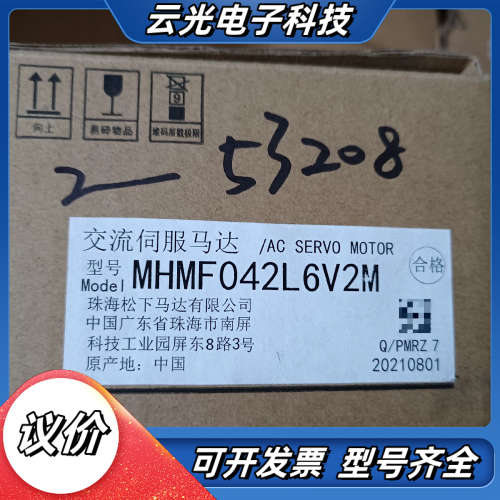 云光电子科技
向上
易碎物品
9
堆码层数极限
2 — 53208
交流伺服马达 /AC SERVO MOTOR
型号
Model MHMF042L6V2M
合格
珠海松下马达有限公司
中国广东省珠海市南屏
科技工业园屏东8路3号
原产地：中国
Q/PMRZ 7
20210801
议价
可开发票 型号齐全